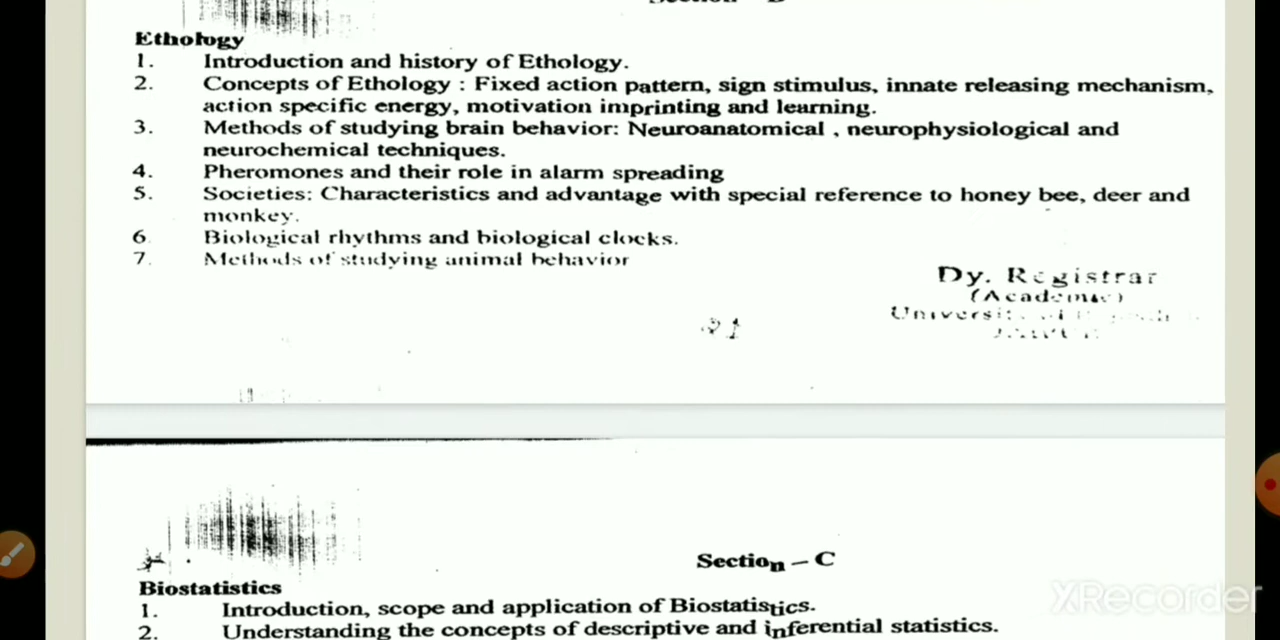 Ethology
1. Introduction and history of Ethology.
2. Concepts of Ethology : Fixed action pattern, sign stimulus, innate releasing mechanism,
action specific energy, motivation imprinting and learning.
3. Methods of studying brain behavior: Neuroanatomical , neurophysiological and
neurochemical techniques.
4. Pheromones and their role in alarm spreading
5. Societies: Characteristics and advantage with special reference to honey bee, deer and
monkey.
6. Biological rhythms and biological clocks.
7. Methods of studying animal behavior
Dy. Registrar
(Academic)
21
Section – C
Biostatistics
1. Introduction, scope and application of Biostatistics.
2. Understanding the concepts of descriptive and inferential statistics.
XRecorder